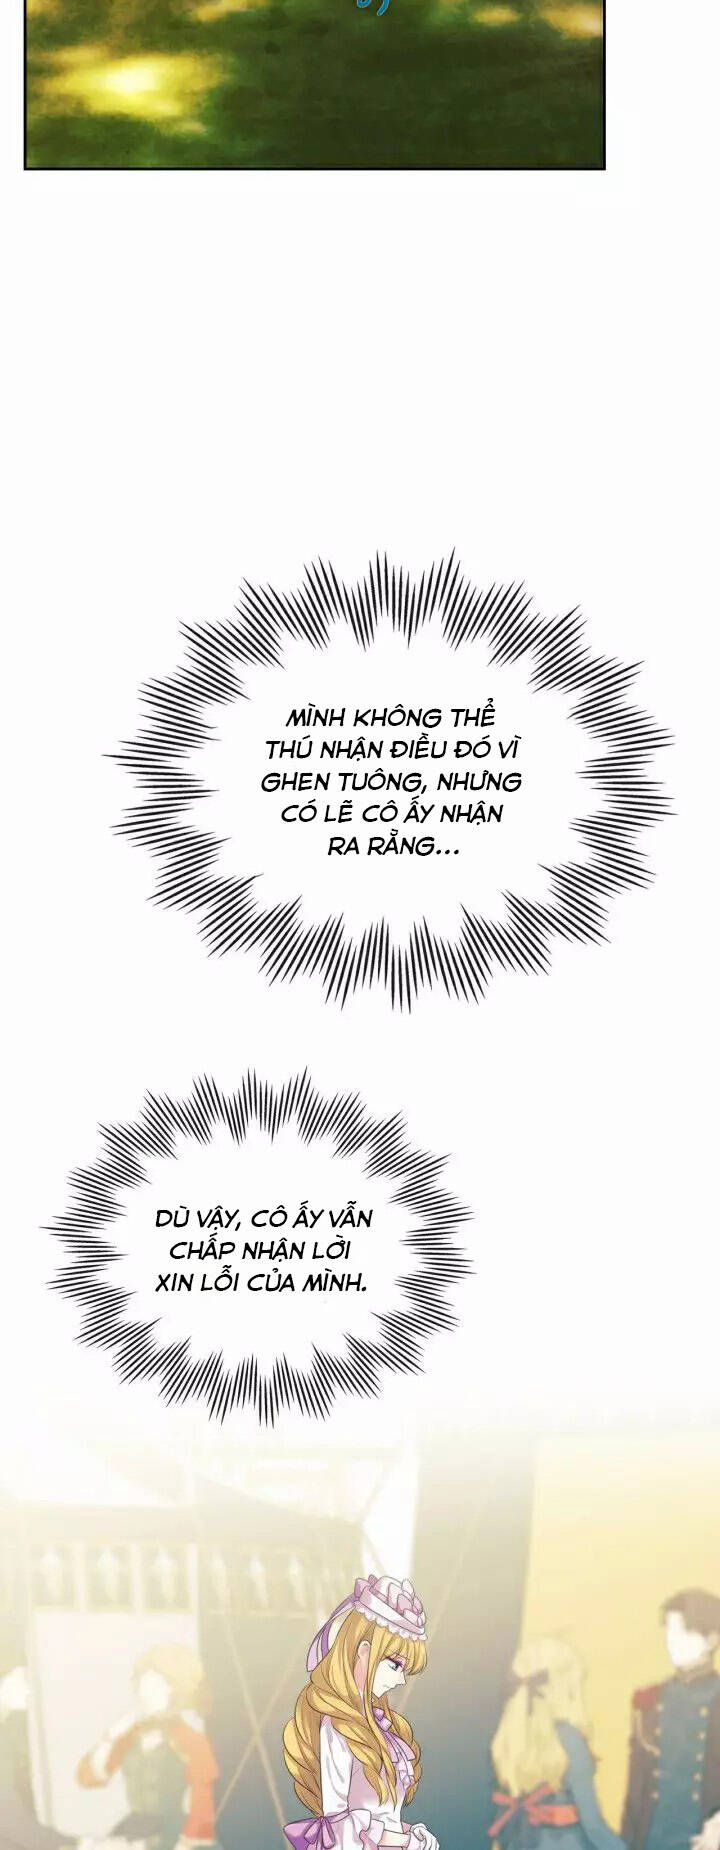 MÌNH KHÔNG THỂ
THÚ NHẬN ĐIỀU ĐÓ VÌ
GHEN TUÔNG, NHƯNG
CÓ LẼ CÔ ẤY NHẬN
RA RẰNG...
DÙ VẬY, CÔ ẤY VẪN
CHẤP NHẬN LỜI
XIN LỖI CỦA MÌNH.